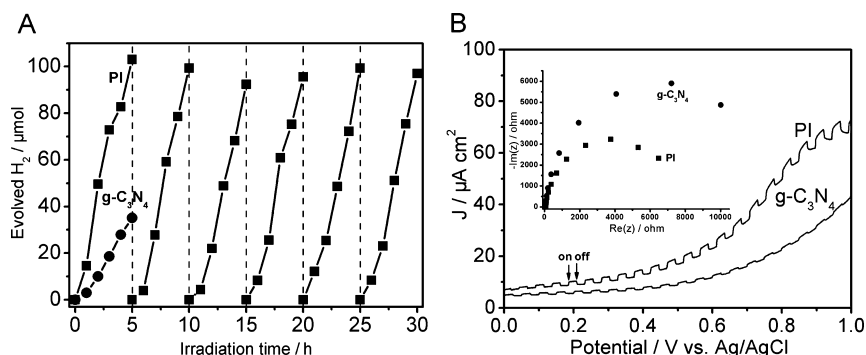 A
Evolved H2 / μmol
100
80
60
40
20
0
PI
g-C3N4
0 5 10 15 20 25 30
Irradiation time / h
B
J / μA cm2
100
80
60
40
20
0
-Im(z) / ohm
6000
5000
4000
3000
2000
1000
0
g-C3N4
PI
0 2000 4000 6000 8000 10000
Re(z) / ohm
PI
g-C3N4
on off
0.0 0.2 0.4 0.6 0.8 1.0
Potential / V vs. Ag/AgCl